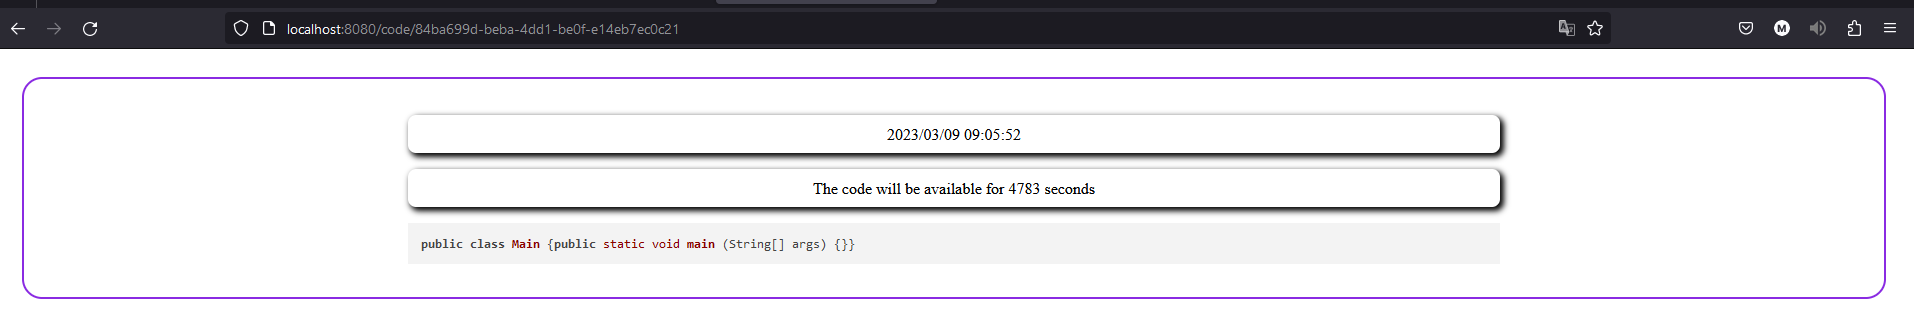 localhost:8080/code/84ba699d-beba-4dd1-be0f-e14eb7ec0c21
M
2023/03/09 09:05:52
The code will be available for 4783 seconds
public class Main {public static void main (String[] args) {}}